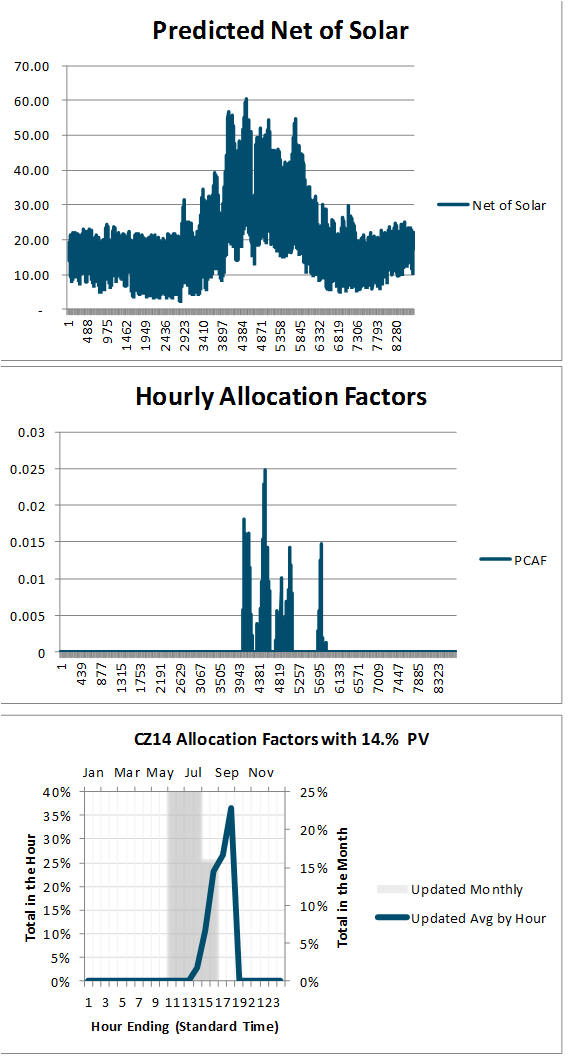 Predicted Net of Solar
70.00
60.00
50.00
40.00
30.00
20.00
10.00
-
Net of Solar
1 488 975 1462 1949 2436 2923 3410 3897 4384 4871 5358 5845 6332 6819 7306 7793 8280
Hourly Allocation Factors
0.03
0.025
0.02
0.015
0.01
0.005
0
PCAF
1 439 877 1315 1753 2191 2629 3067 3505 3943 4381 4819 5257 5695 6133 6571 7009 7447 7885 8323
CZ14 Allocation Factors with 14.% PV
Jan Mar May Jul Sep Nov
40%
35%
30%
25%
20%
15%
10%
5%
0%
Total in the Hour
25%
20%
15%
10%
5%
0%
Total in the Month
Updated Monthly
Updated Avg by Hour
1 3 5 7 9 11 13 15 17 19 21 23
Hour Ending (Standard Time)